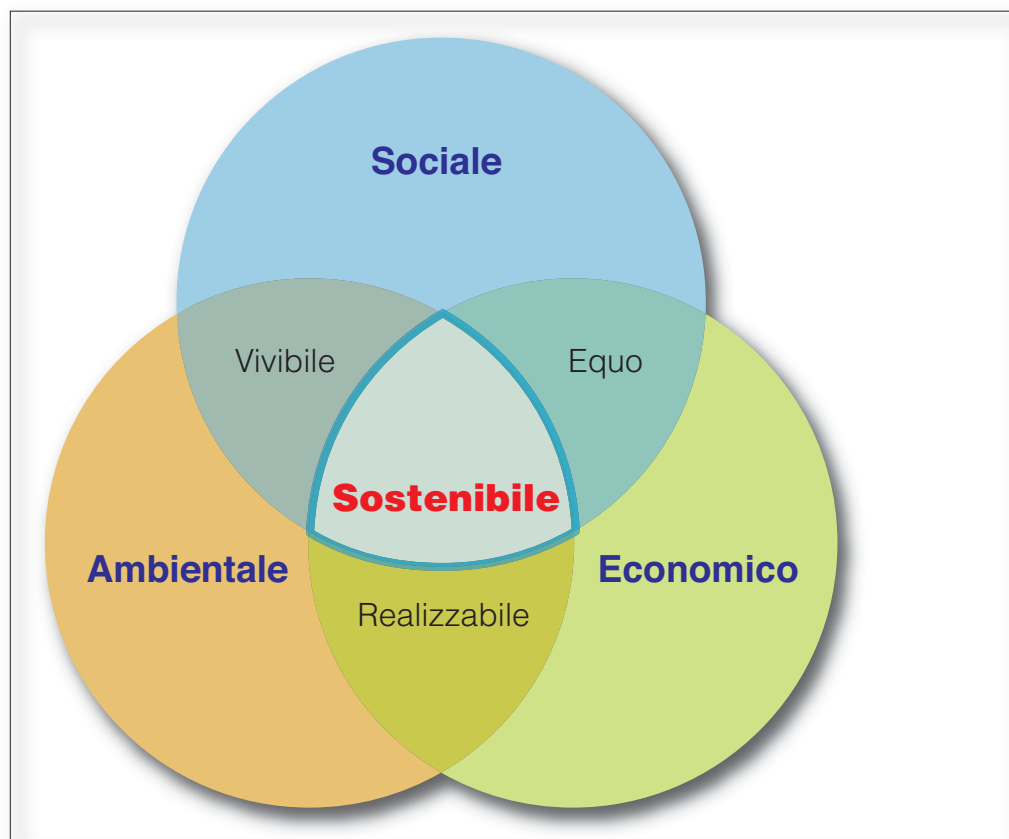 Sociale
Vivibile
Equo
Sostenibile
Ambientale
Economico
Realizzabile